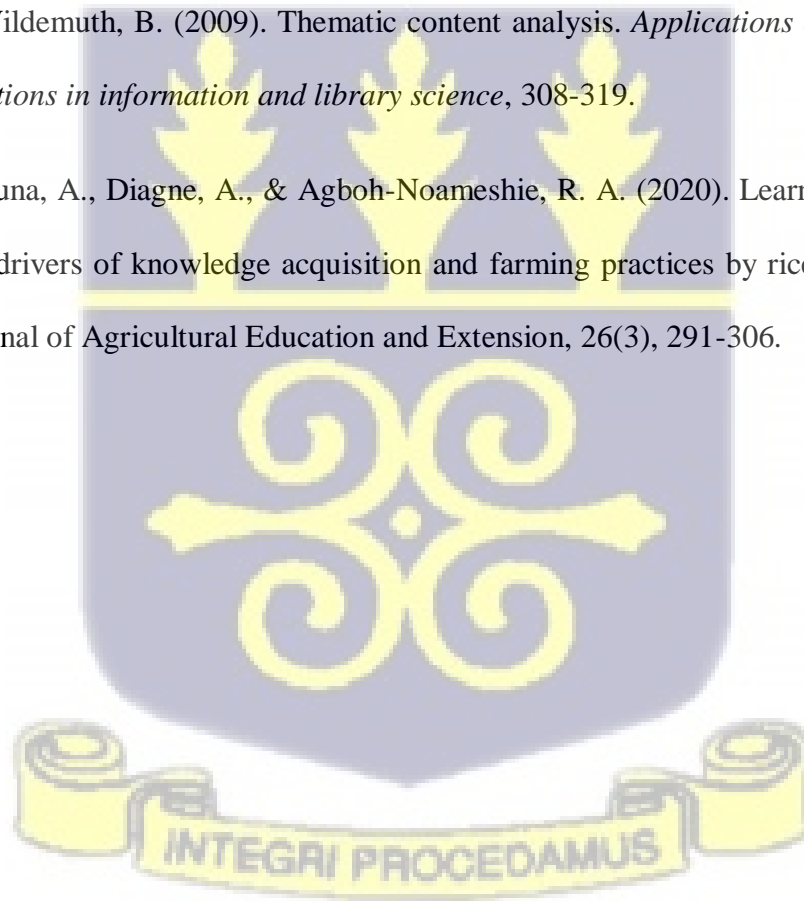 ildemuth, B. (2009). Thematic content analysis. Applications
tions in information and library science, 308-319.
una, A., Diagne, A., & Agboh-Noameshie, R. A. (2020). Learn
drivers of knowledge acquisition and farming practices by rice
nal of Agricultural Education and Extension, 26(3), 291-306.
INTEGRI PROCEDAMUS